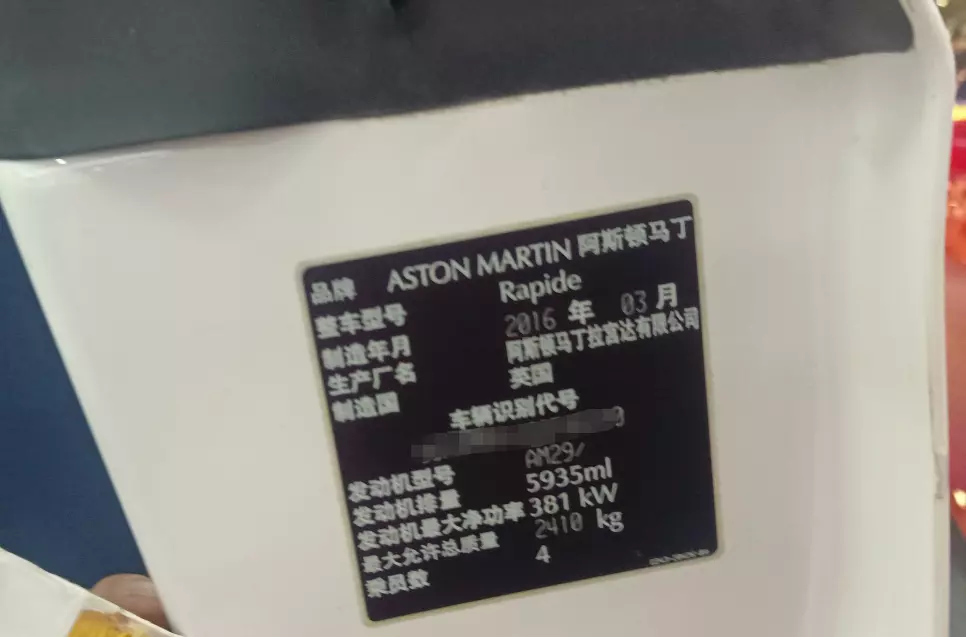 品牌 ASTON MARTIN 阿斯顿马丁
整车型号 Rapide
制造年月 2016 年 03 月
生产厂名 阿斯顿马丁拉宫达有限公司
制造国 英国
车辆识别代号
发动机型号 AM29/
发动机排量 5935ml
发动机最大净功率 381 kW
最大允许总质量 2410 kg
乘员数 4